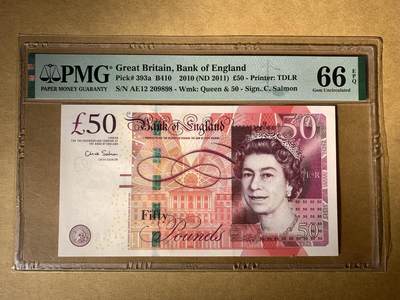 PMG
PAPER MONEY GUARANTY
Great Britain, Bank of England
Pick# 393a B410 2010 (ND 2011) £50 - Printer: TDLR
S/N AE12 209898 - Wmk: Queen & 50 - Sign. C. Salmon
66 EPQ
Gem Uncirculated
£50
Bank of England
50
Fifty
Pounds
50